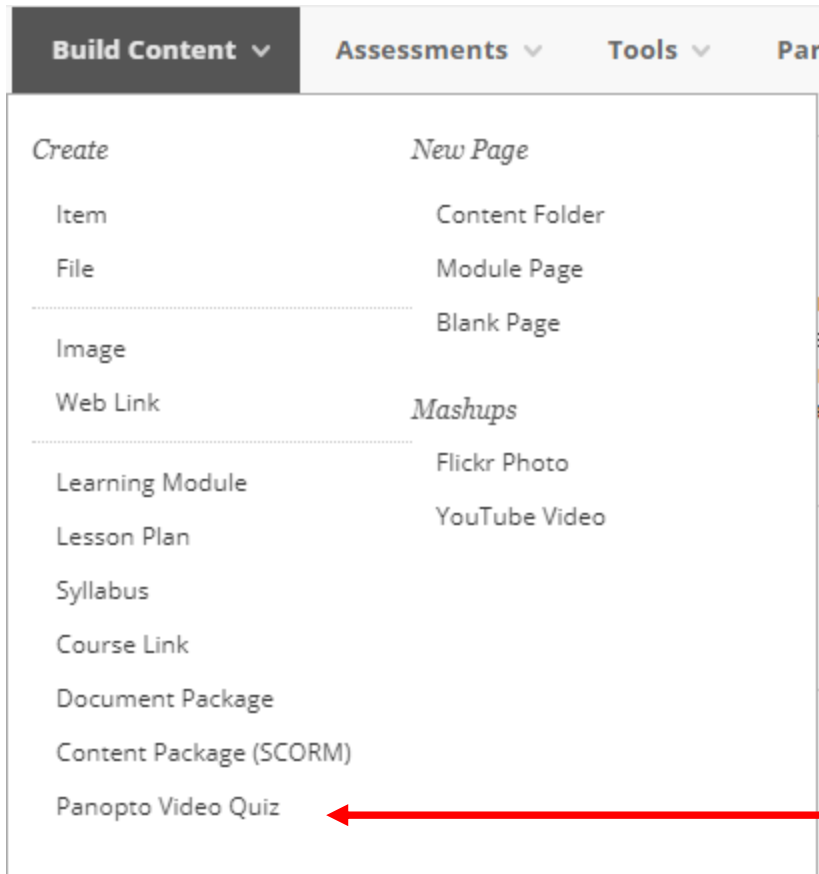 Build Content Assessments Tools Par
Create
Item
File
Image
Web Link
Learning Module
Lesson Plan
Syllabus
Course Link
Document Package
Content Package (SCORM)
Panopto Video Quiz
New Page
Content Folder
Module Page
Blank Page
Mashups
Flickr Photo
YouTube Video